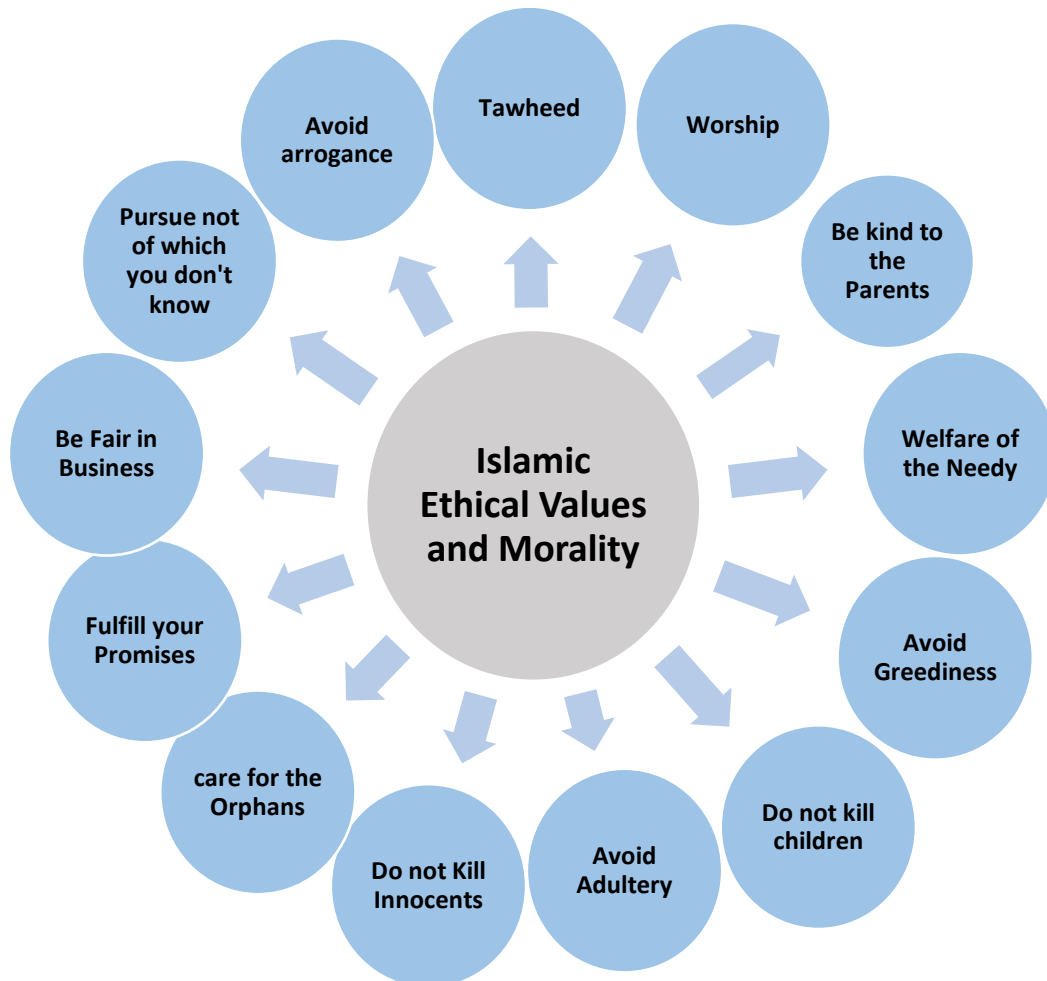 Tawheed
Worship
Be kind to
the
Parents
Welfare of
the Needy
Avoid
Greediness
Do not kill
children
Avoid
Adultery
Do not Kill
Innocents
care for the
Orphans
Fulfill your
Promises
Be Fair in
Business
Pursue not
of which
you don't
know
Avoid
arrogance
Islamic
Ethical Values
and Morality